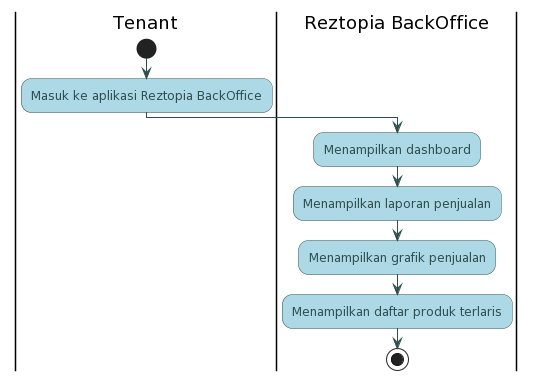 Tenant
Reztopia BackOffice
Masuk ke aplikasi Reztopia BackOffice
Menampilkan dashboard
Menampilkan laporan penjualan
Menampilkan grafik penjualan
Menampilkan daftar produk terlaris